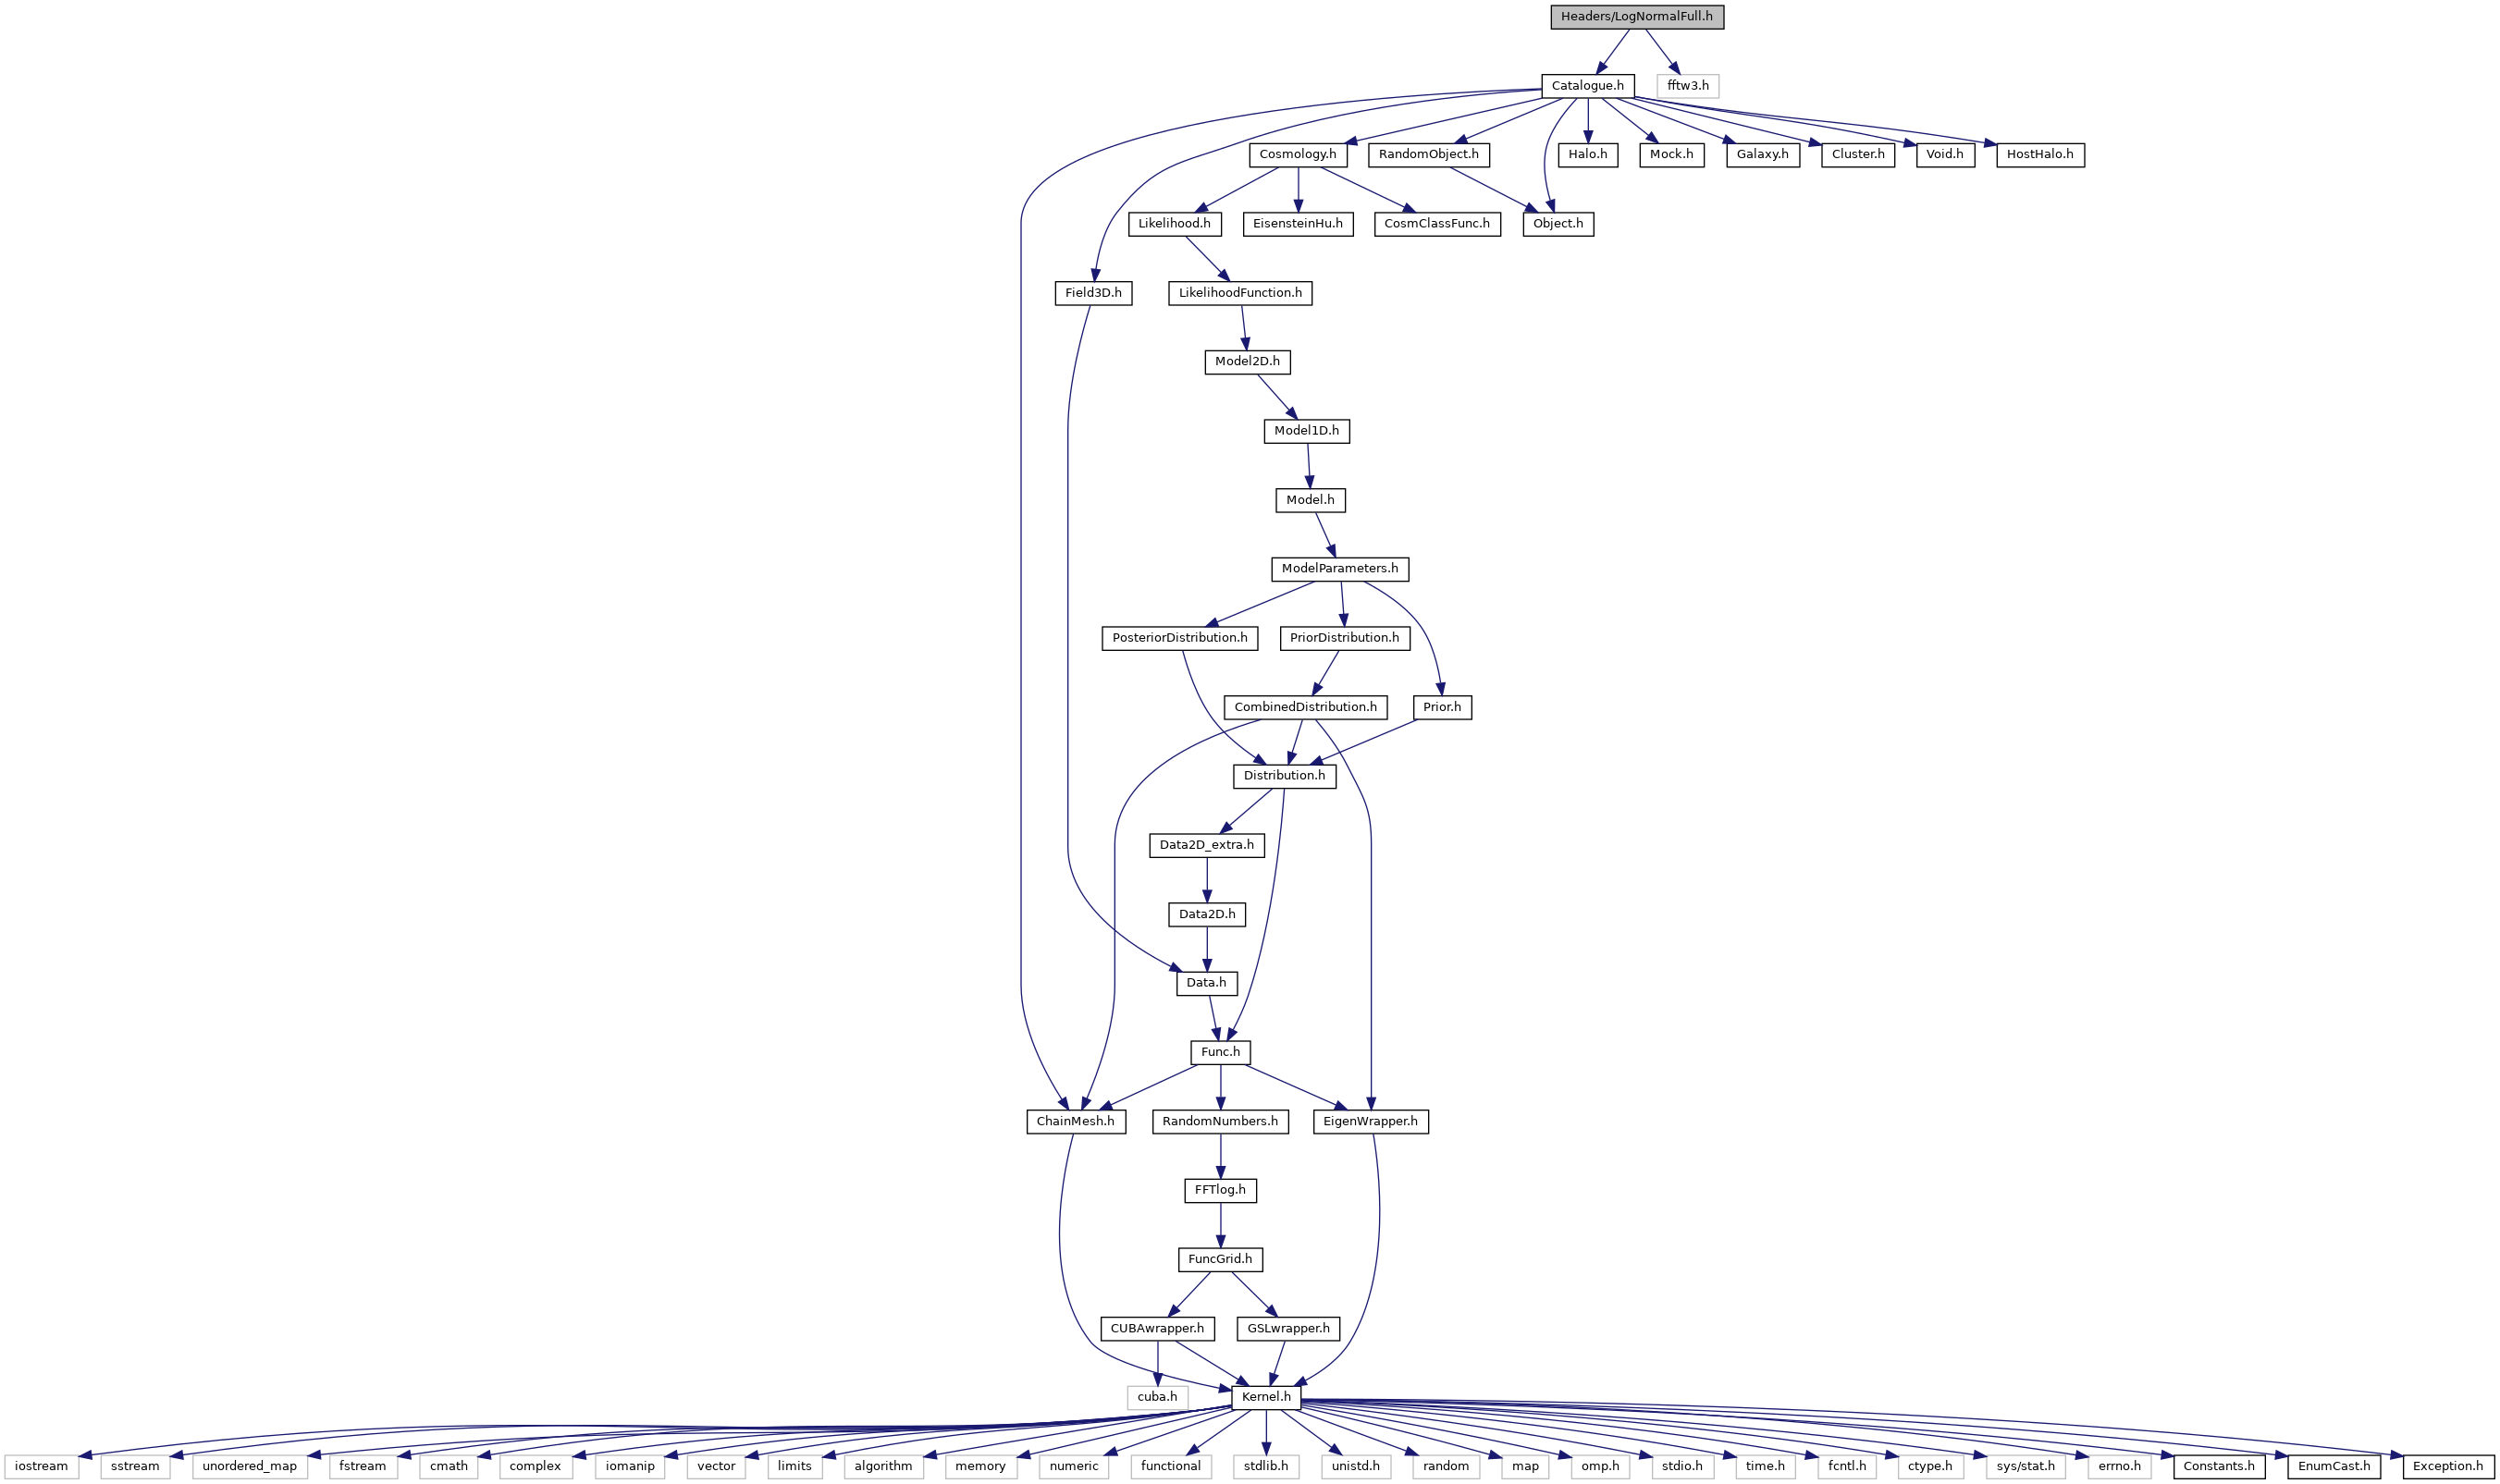 Headers/LogNormalFull.h
Catalogue.h
fftw3.h
Cosmology.h
RandomObject.h
Halo.h
Mock.h
Galaxy.h
Cluster.h
Void.h
HostHalo.h
Likelihood.h
EisensteinHu.h
CosmClassFunc.h
Object.h
Field3D.h
LikelihoodFunction.h
Model2D.h
Model1D.h
Model.h
ModelParameters.h
PosteriorDistribution.h
PriorDistribution.h
CombinedDistribution.h
Prior.h
Distribution.h
Data2D_extra.h
Data2D.h
Data.h
Func.h
ChainMesh.h
RandomNumbers.h
EigenWrapper.h
FFTlog.h
FuncGrid.h
CUBAwrapper.h
GSLwrapper.h
cuba.h
Kernel.h
iostream
sstream
unordered_map
fstream
cmath
complex
iomanip
vector
limits
algorithm
memory
numeric
functional
stdlib.h
unistd.h
random
map
omp.h
stdio.h
time.h
fcntl.h
ctype.h
sys/stat.h
errno.h
Constants.h
EnumCast.h
Exception.h